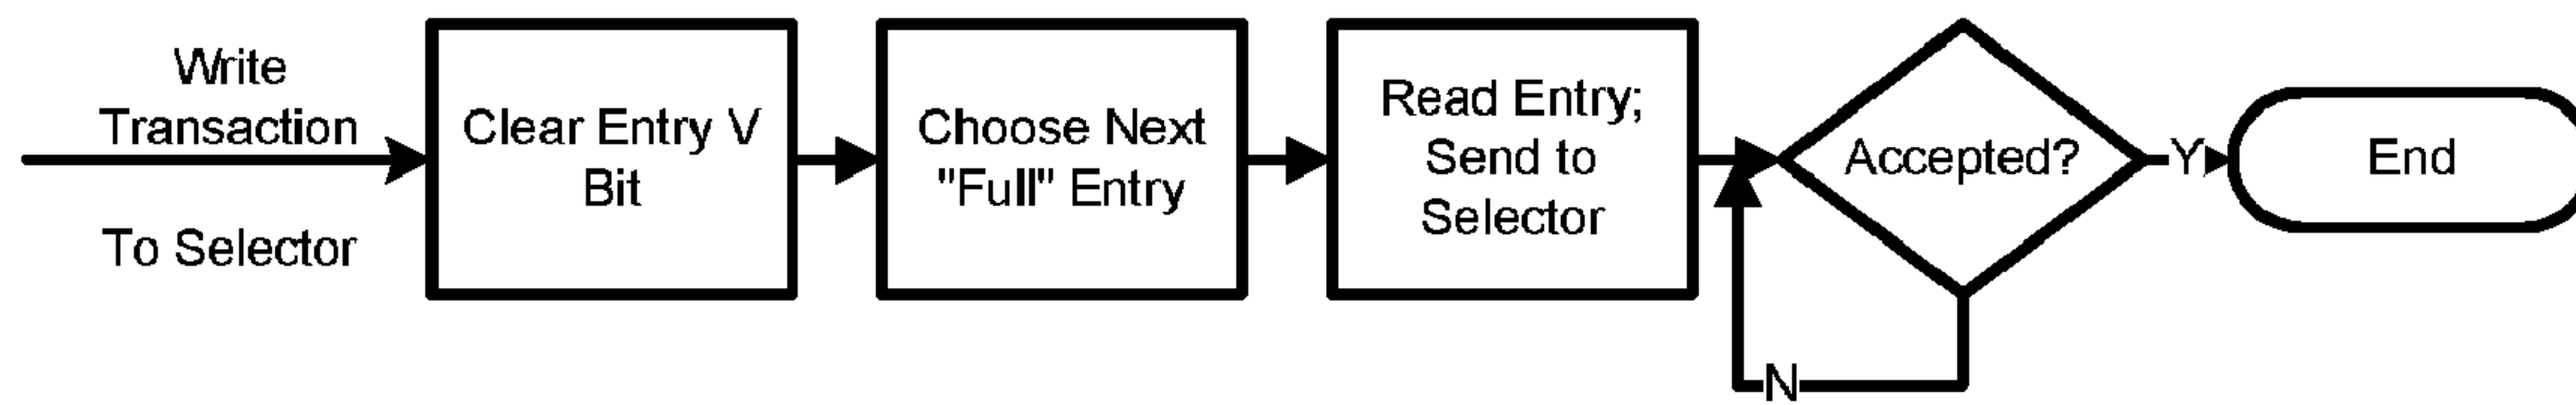 Write
Transaction
To Selector
Clear Entry V
Bit
Choose Next
"Full" Entry
Read Entry;
Send to
Selector
Accepted?
Y
End
N